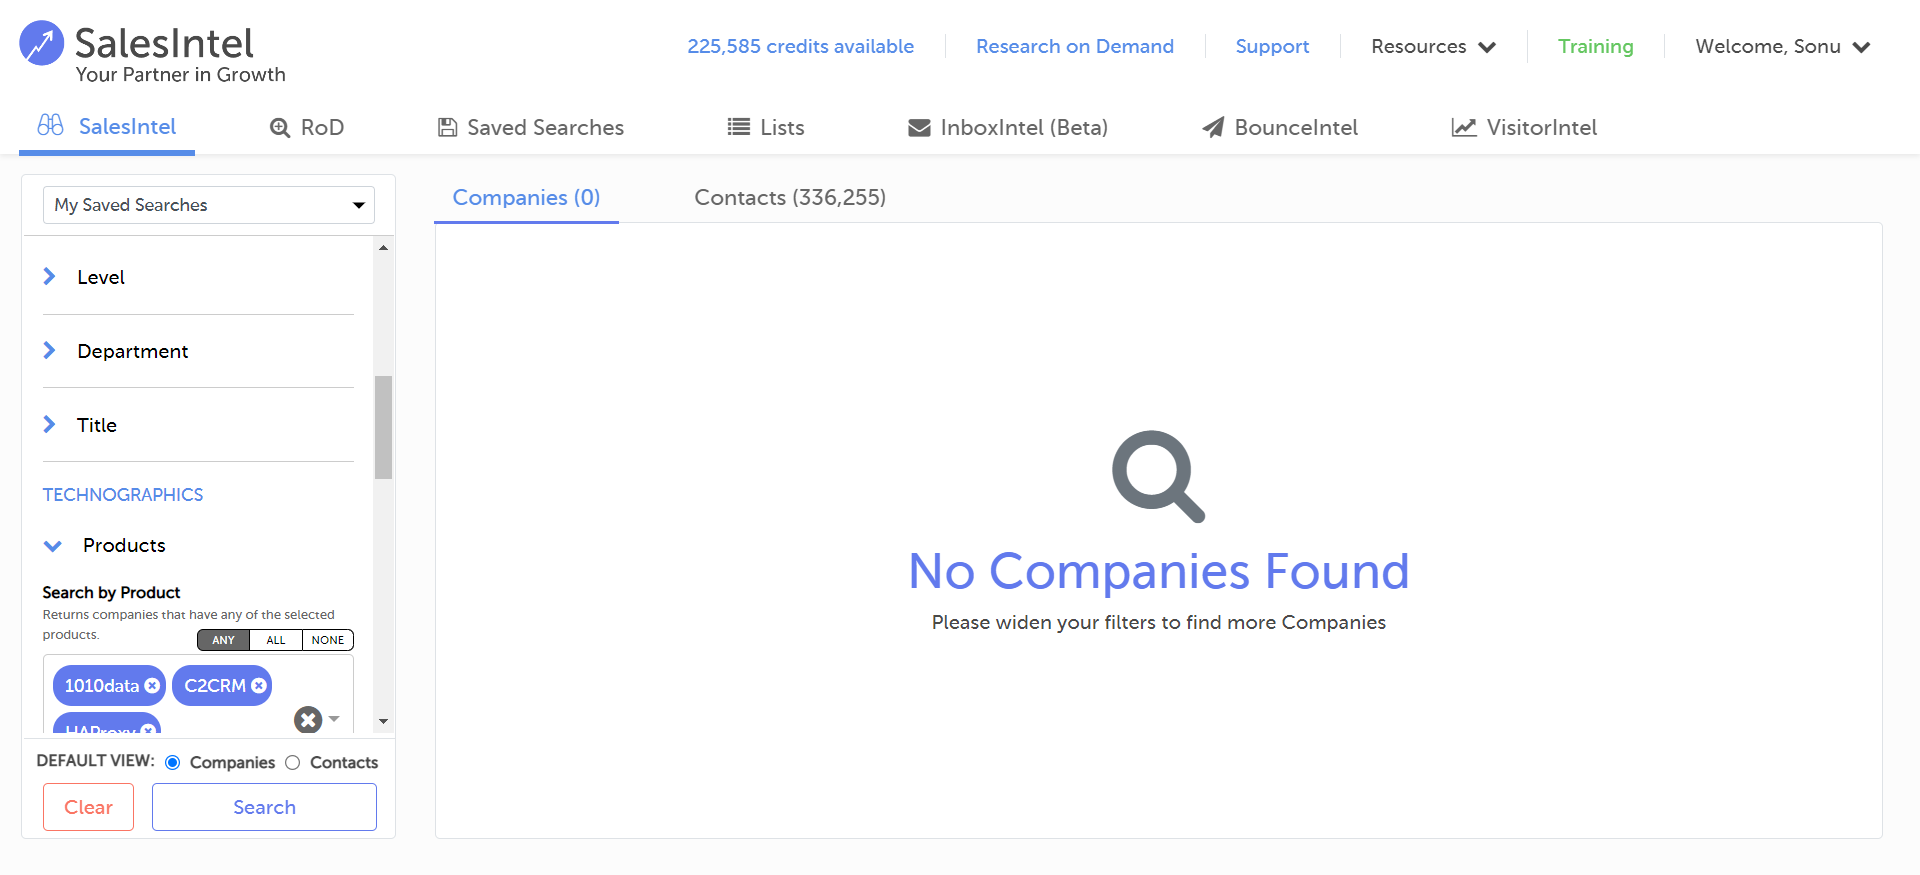 SalesIntel
Your Partner in Growth
225,585 credits available
Research on Demand
Support
Resources
Training
Welcome, Sonu
SalesIntel
RoD
Saved Searches
Lists
InboxIntel (Beta)
BounceIntel
VisitorIntel
My Saved Searches
Level
Department
Title
TECHNOGRAPHICS
Products
Search by Product
Returns companies that have any of the selected
products.
ANY ALL NONE
1010data C2CRM
HAProxy
DEFAULT VIEW: Companies Contacts
Clear Search
Companies (0)
Contacts (336,255)
No Companies Found
Please widen your filters to find more Companies